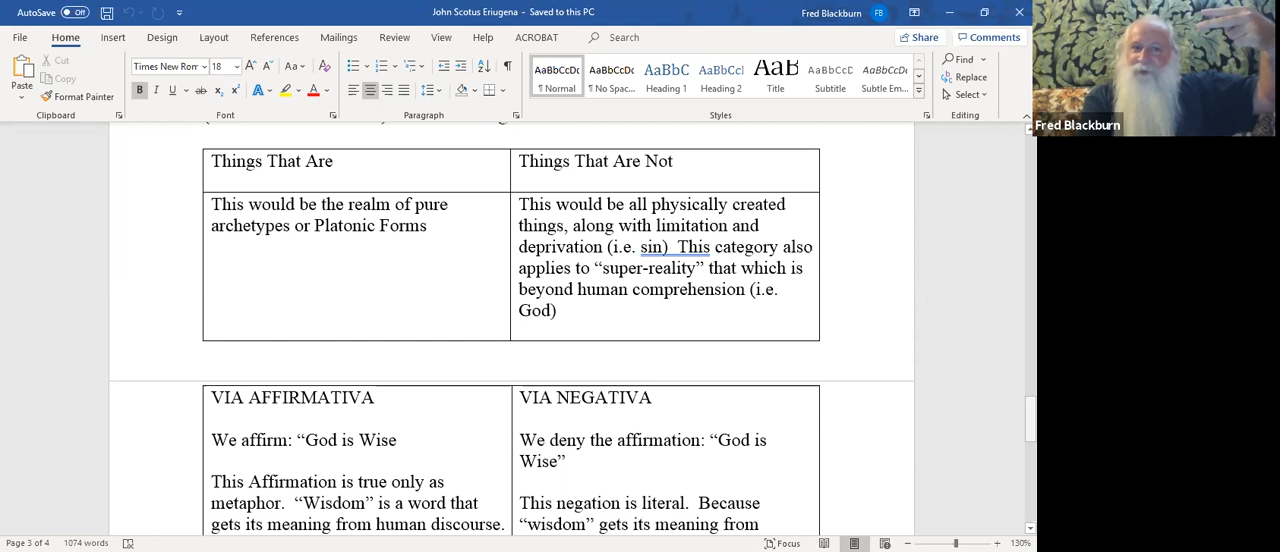 AutoSave Off
John Scotus Eriugena - Saved to this PC
Fred Blackburn FB
File Home Insert Design Layout References Mailings Review View Help ACROBAT Search
Share Comments
Cut
Copy
Format Painter
Paste
Clipboard
Times New Ror 18
Font
Paragraph
AaBbCcDc AaBbCcDc AaBbC AaBbCcl AaB AaBbCcD AaBbCcDc
¶ Normal ¶ No Spac... Heading 1 Heading 2 Title Subtitle Subtle Em...
Styles
Find
Replace
Select
Editing
Fred Blackburn
Things That Are
Things That Are Not
This would be the realm of pure
archetypes or Platonic Forms
This would be all physically created
things, along with limitation and
deprivation (i.e. sin) This category also
applies to “super-reality” that which is
beyond human comprehension (i.e.
God)
VIA AFFIRMATIVA
We affirm: “God is Wise
This Affirmation is true only as
metaphor. “Wisdom” is a word that
gets its meaning from human discourse.
VIA NEGATIVA
We deny the affirmation: “God is
Wise”
This negation is literal. Because
“wisdom” gets its meaning from
Page 3 of 4 1074 words
Focus
130%